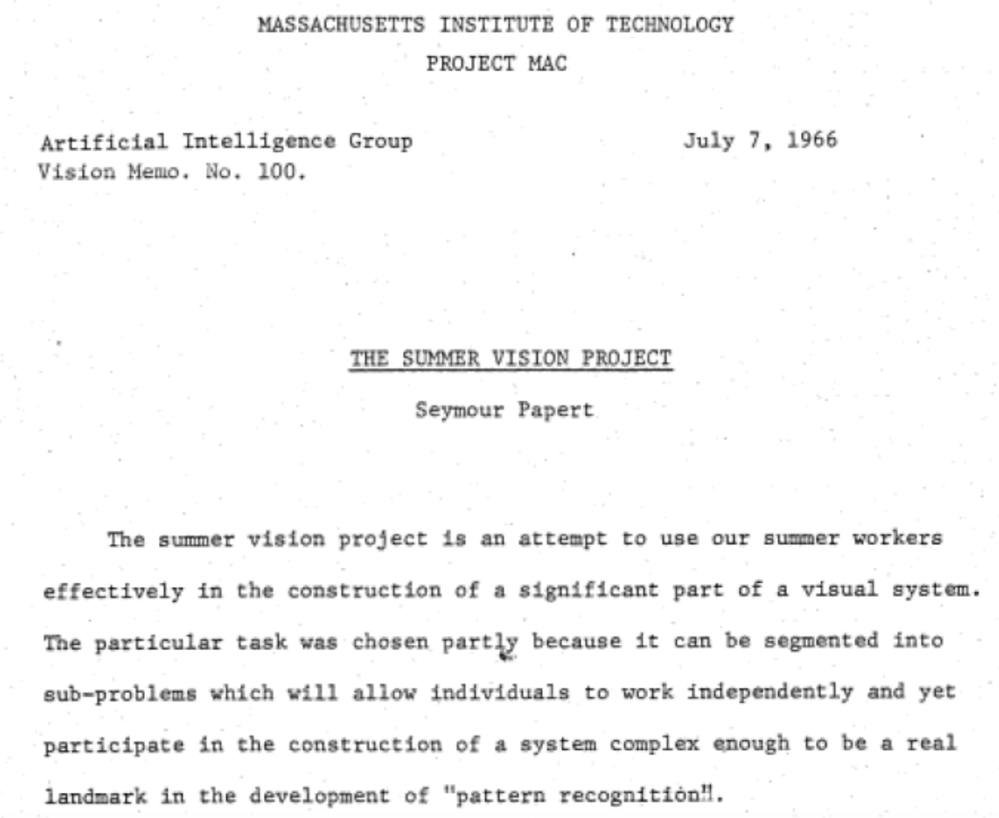 MASSACHUSETTS INSTITUTE OF TECHNOLOGY
PROJECT MAC
Artificial Intelligence Group July 7, 1966
Vision Memo. No. 100.
THE SUMMER VISION PROJECT
Seymour Papert
The summer vision project is an attempt to use our summer workers
effectively in the construction of a significant part of a visual system.
The particular task was chosen partly because it can be segmented into
sub-problems which will allow individuals to work independently and yet
participate in the construction of a system complex enough to be a real
landmark in the development of "pattern recognition".